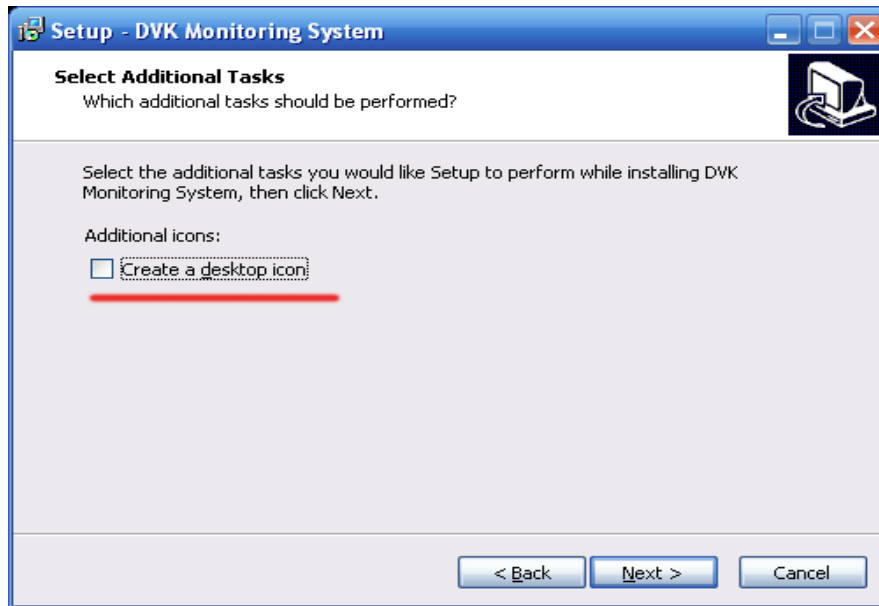 Setup - DVK Monitoring System
Select Additional Tasks
Which additional tasks should be performed?
Select the additional tasks you would like Setup to perform while installing DVK
Monitoring System, then click Next.
Additional icons:
Create a desktop icon
< Back Next > Cancel